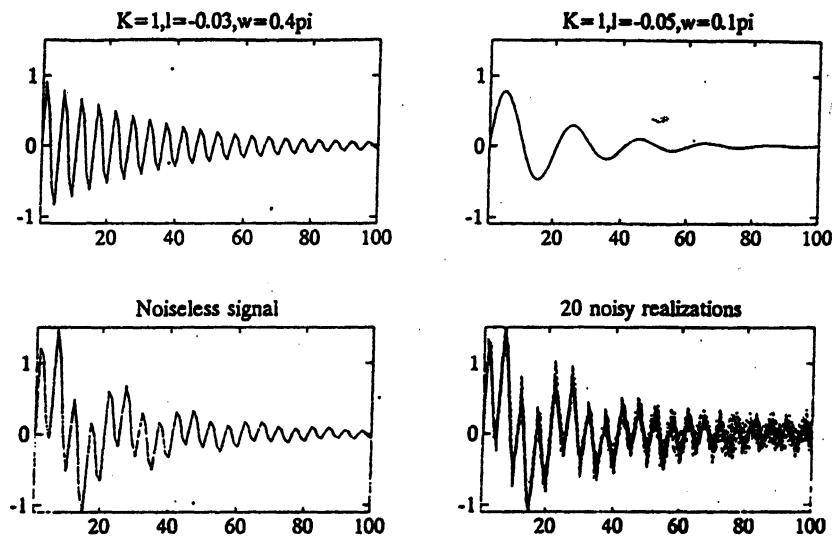 K=1,l=-0.03,w=0.4pi
K=1,l=-0.05,w=0.1pi
1
0
-1
20 40 60 80 100
1
0
-1
20 40 60 80 100
Noiseless signal
20 noisy realizations
1
0
-1
20 40 60 80 100
1
0
-1
20 40 60 80 100